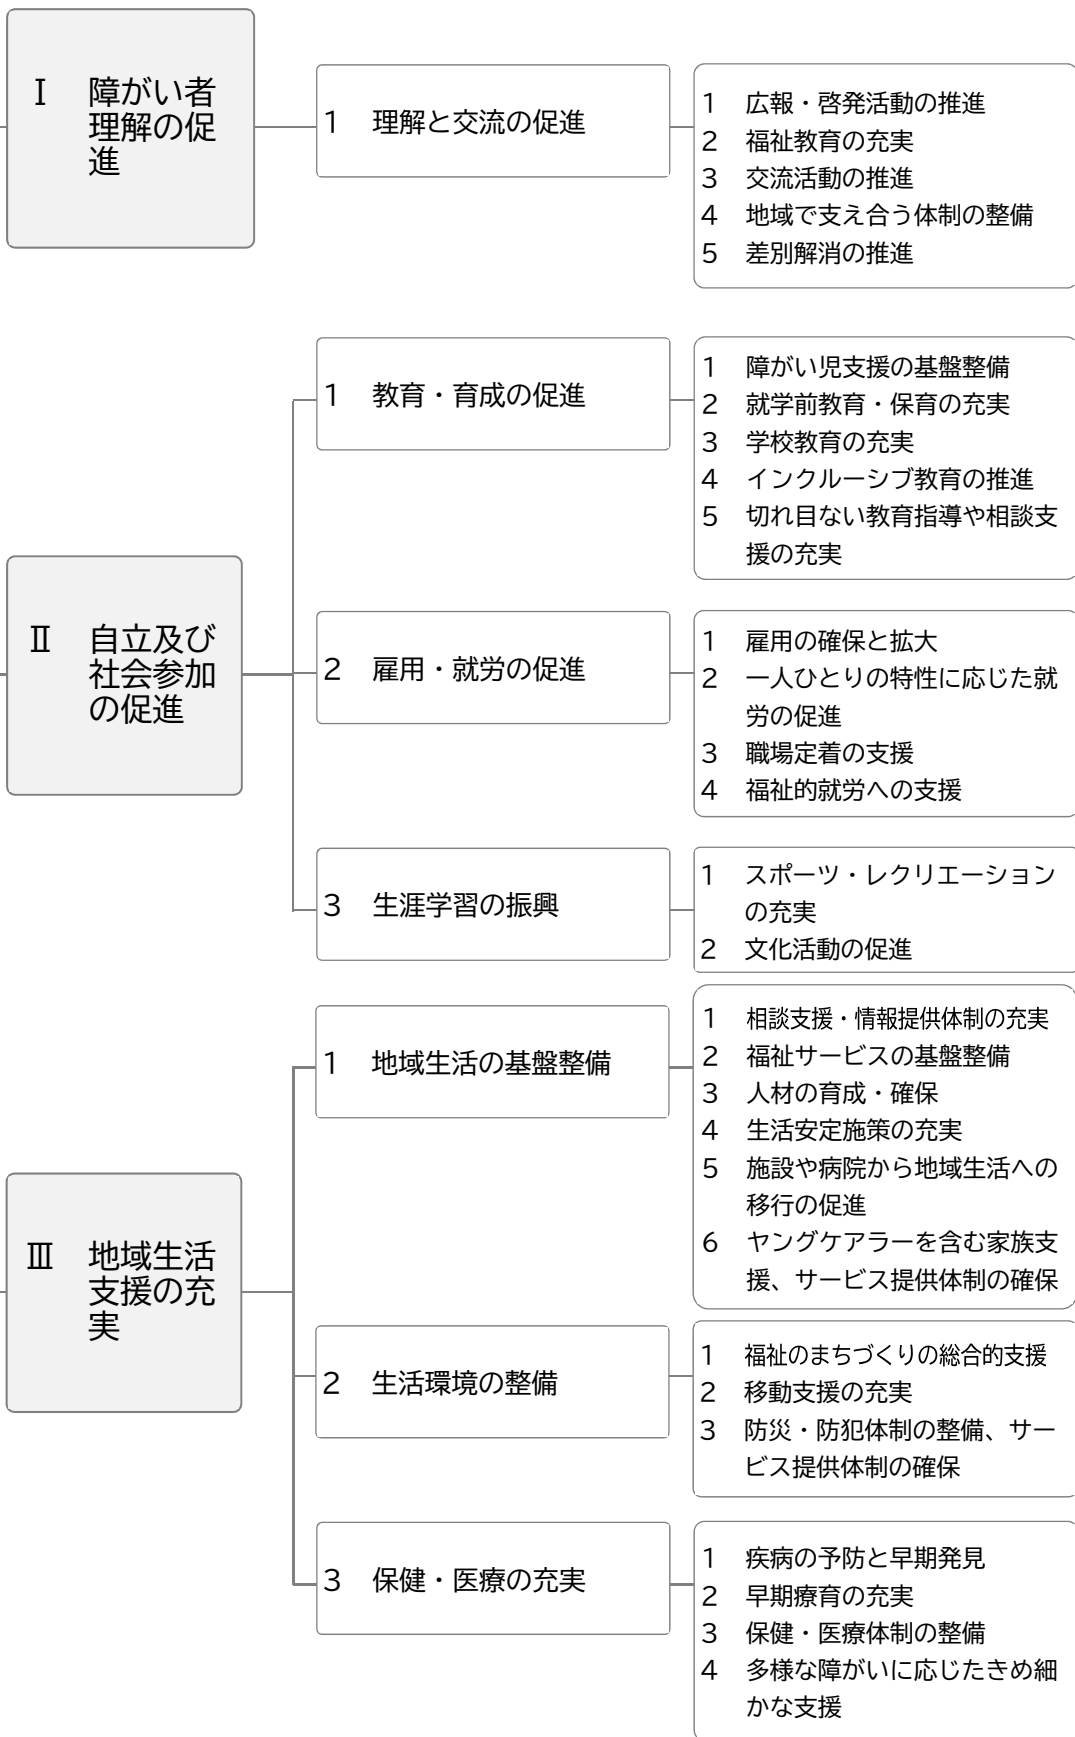 Ⅰ 障がい者
理解の促
進
1 理解と交流の促進
1 広報・啓発活動の推進
2 福祉教育の充実
3 交流活動の推進
4 地域で支え合う体制の整備
5 差別解消の推進
Ⅱ 自立及び
社会参加
の促進
1 教育・育成の促進
1 障がい児支援の基盤整備
2 就学前教育・保育の充実
3 学校教育の充実
4 インクルーシブ教育の推進
5 切れ目ない教育指導や相談支
援の充実
2 雇用・就労の促進
1 雇用の確保と拡大
2 一人ひとりの特性に応じた就
労の促進
3 職場定着の支援
4 福祉的就労への支援
3 生涯学習の振興
1 スポーツ・レクリエーション
の充実
2 文化活動の促進
Ⅲ 地域生活
支援の充
実
1 地域生活の基盤整備
1 相談支援・情報提供体制の充実
2 福祉サービスの基盤整備
3 人材の育成・確保
4 生活安定施策の充実
5 施設や病院から地域生活への
移行の促進
6 ヤングケアラーを含む家族支
援、サービス提供体制の確保
2 生活環境の整備
1 福祉のまちづくりの総合的支援
2 移動支援の充実
3 防災・防犯体制の整備、サー
ビス提供体制の確保
3 保健・医療の充実
1 疾病の予防と早期発見
2 早期療育の充実
3 保健・医療体制の整備
4 多様な障がいに応じたきめ細
かな支援